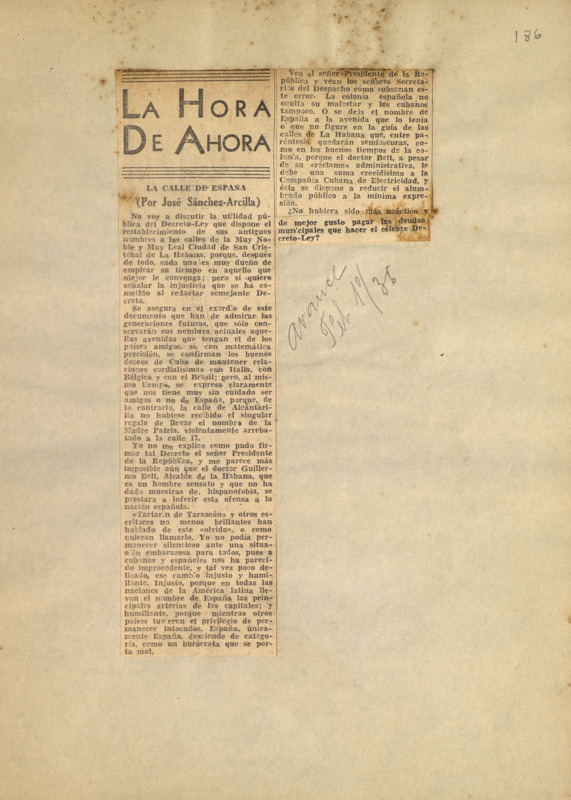 186
LA HORA
DE AHORA
LA CALLE DE ESPAÑA
(Por José Sánchez-Arcilla)
No voy a discutir la utilidad pú-
blica del Decreto-Ley que dispone el
restablecimiento de sus antiguos
nombres a las calles de la Muy No-
ble y Muy Leal Ciudad de San Cris-
tóbal de La Habana, porque, después
de todo, cada uno es muy dueño de
emplear su tiempo en aquello que
mejor le convenga; pero sí quiero
señalar la injusticia que se ha co-
metido al redactar semejante De-
creto.
Se asegura en el exordio de este
documento que han de admirar las
generaciones futuras, que sólo con-
servarán sus nombres actuales aque-
llas avenidas que tengan el de los
países amigos, si, con matemática
precisión, se confirman los buenos
deseos de Cuba de mantener rela-
ciones cordialísimas con Italia, con
Bélgica y con el Brasil; pero, al mis-
mo tiempo, se expresa claramente
que nos tiene muy sin cuidado ser
amigos o no de España, porque, de
lo contrario, la calle de Alcantari-
lla no hubiese recibido el singular
regalo de llevar el nombre de la
Madre Patria, violentamente arreba-
tado a la calle 17.
Yo no me explico como pudo fir-
mar tal Decreto el señor Presidente
de la República, y me parece más
imposible aún que el doctor Guiller-
mo Belt, Alcalde de la Habana, que
es un hombre sensato y que no ha
dado muestras de hispanofobia, se
prestara a inferir esta ofensa a la
nación española.
«Tartarín de Tarascón» y otros es-
critores no menos brillantes han
hablado de este «olvido», o como
quieran llamarlo. Yo no podía per-
manecer silencioso ante una situa-
ción embarazosa para todos, pues a
cubanos y españoles nos ha pareci-
do improcedente, y tal vez poco de-
licado, ese cambio injusto y humi-
llante. Injusto, porque en todas las
naciones de la América latina lle-
van el nombre de España las prin-
cipales arterias de las capitales; y
humillante, porque mientras otros
países tuvieron el privilegio de per-
manecer intocados, España, única-
mente España, desciende de catego-
ría, como un burócrata que se por-
ta mal.
Vea el señor Presidente de la Re-
pública y vean los señores Secreta-
rios del Despacho cómo subsanan es-
te error. La colonia española no
oculta su malestar y los cubanos
tampoco. O se deja el nombre de
España a la avenida que lo tenía
o que no figure en la guía de las
calles de La Habana que, entre pa-
réntesis, quedarán semioscuras, co-
mo en los buenos tiempos de la co-
lonia, porque el doctor Belt, a pesar
de su «réclame» administrativa, le
debe una suma crecidísima a la
Compañía Cubana de Electricidad, y
ésta se dispone a reducir el alum-
brado público a la mínima expre-
sión.
¿No hubiera sido más práctico y
de mejor gusto pagar las deudas
municipales que hacer el célebre De-
creto-Ley?
avance
Feb 19/36